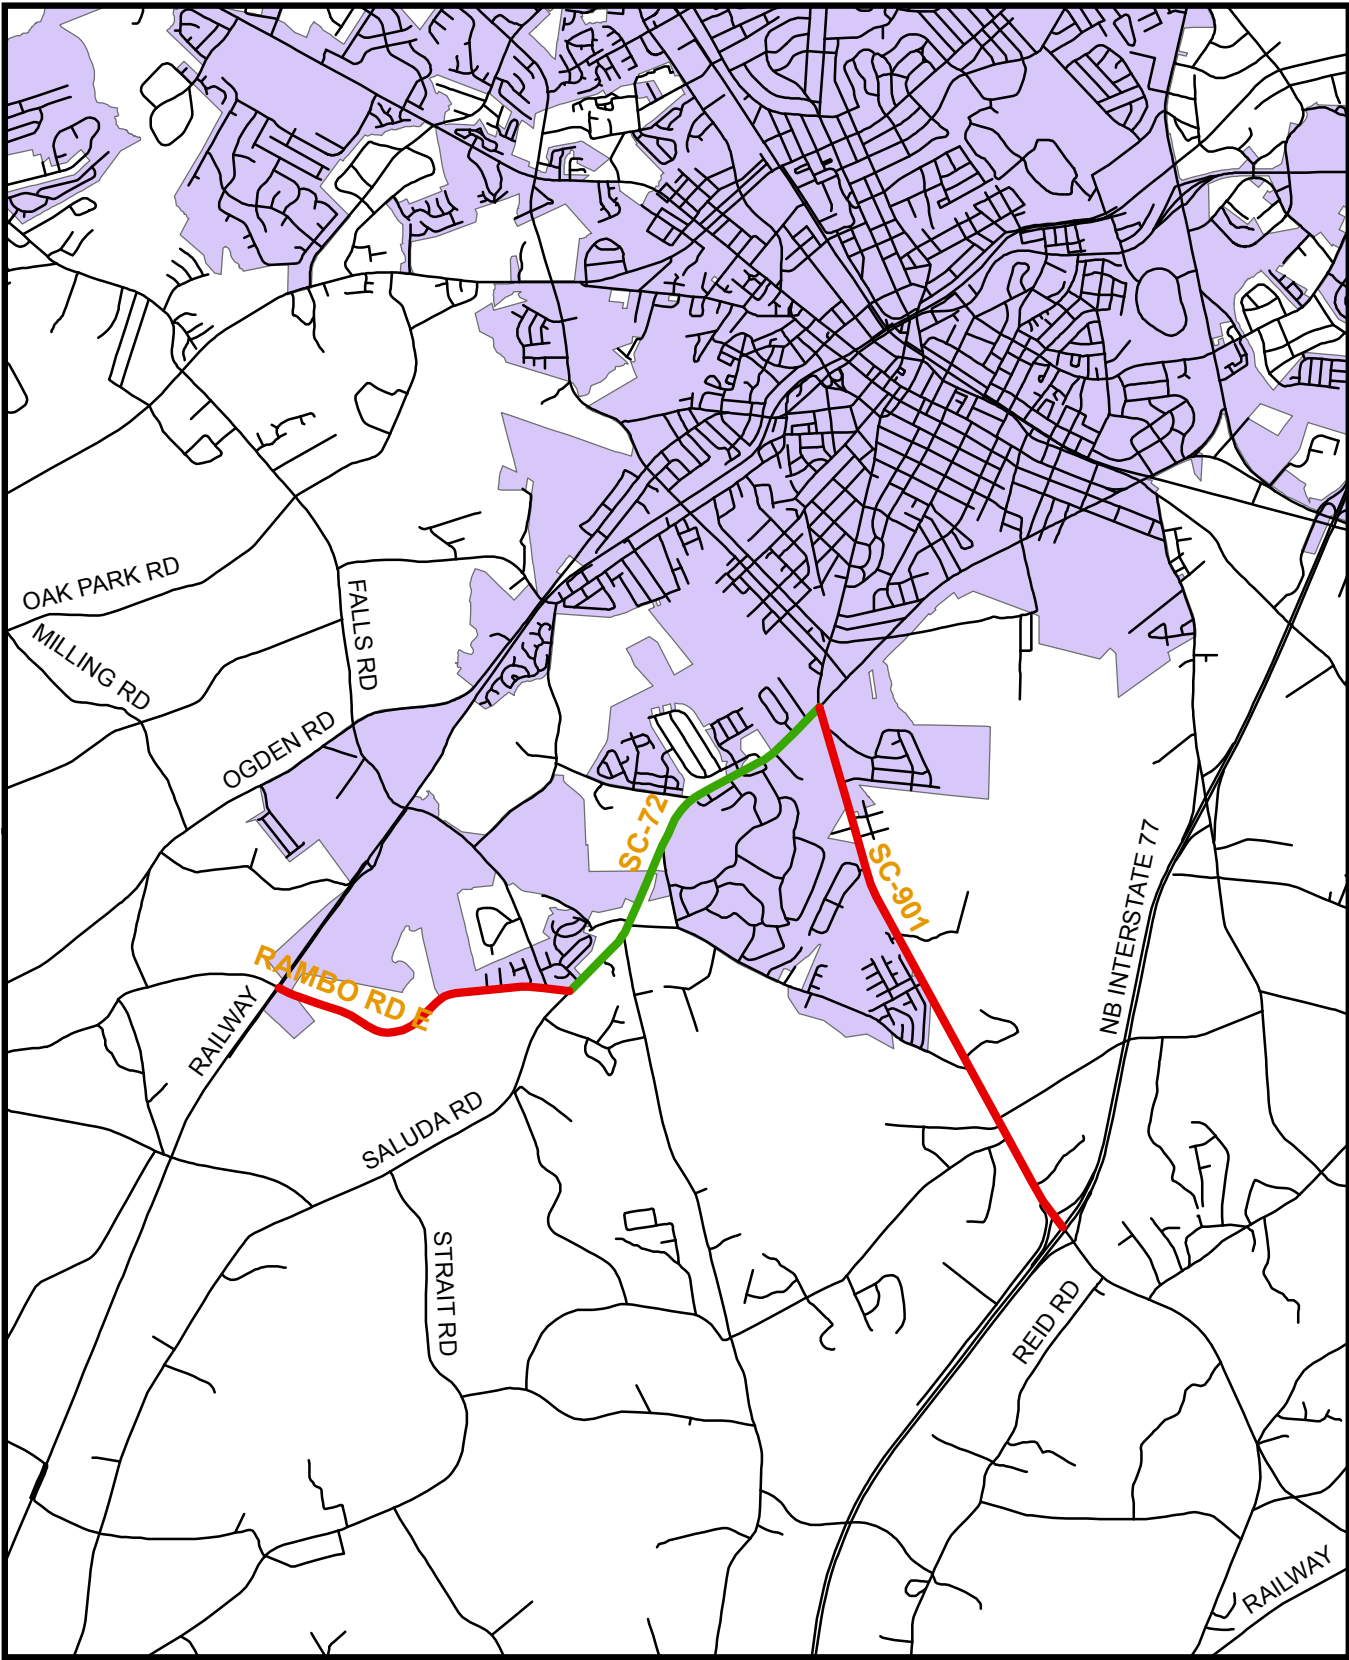 OAK PARK RD
MILLING RD
FALLS RD
OGDEN RD
SC-72
SC-901
NB INTERSTATE 77
RAMBO RD E
RAILWAY
SALUDA RD
STRAIT RD
REID RD
RAILWAY